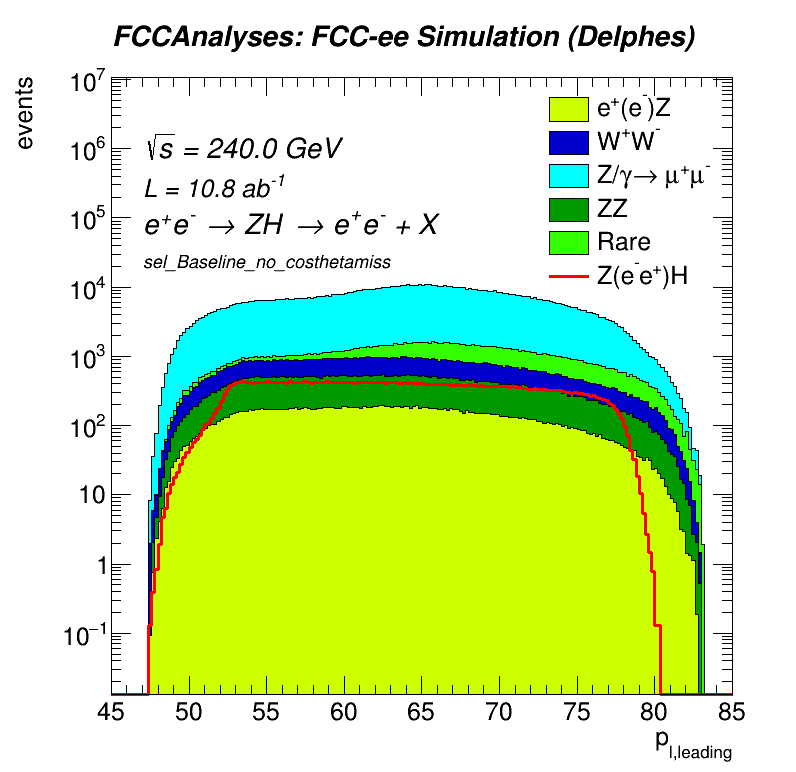 FCCAnalyses: FCC-ee Simulation (Delphes)
events
10⁷
10⁶
10⁵
10⁴
10³
10²
10
1
10⁻¹
√s = 240.0 GeV
L = 10.8 ab⁻¹
e⁺e⁻ → ZH → e⁺e⁻ + X
sel_Baseline_no_costhetamiss
e⁺(e⁻)Z
W⁺W⁻
Z/γ→ μ⁺μ⁻
ZZ
Rare
Z(e⁻e⁺)H
45 50 55 60 65 70 75 80 85
p_l,leading